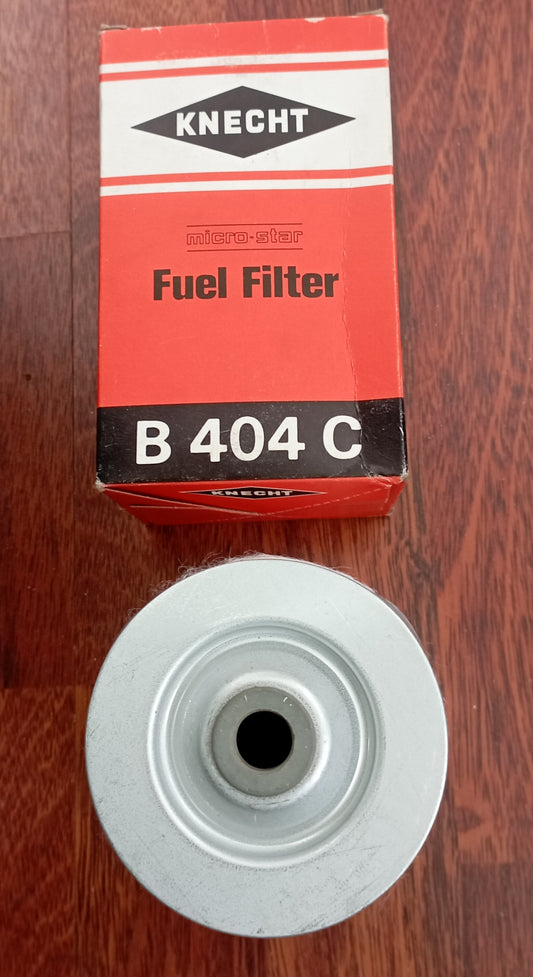 KNECHT
micro-star
Fuel Filter
B 404 C
KNECHT